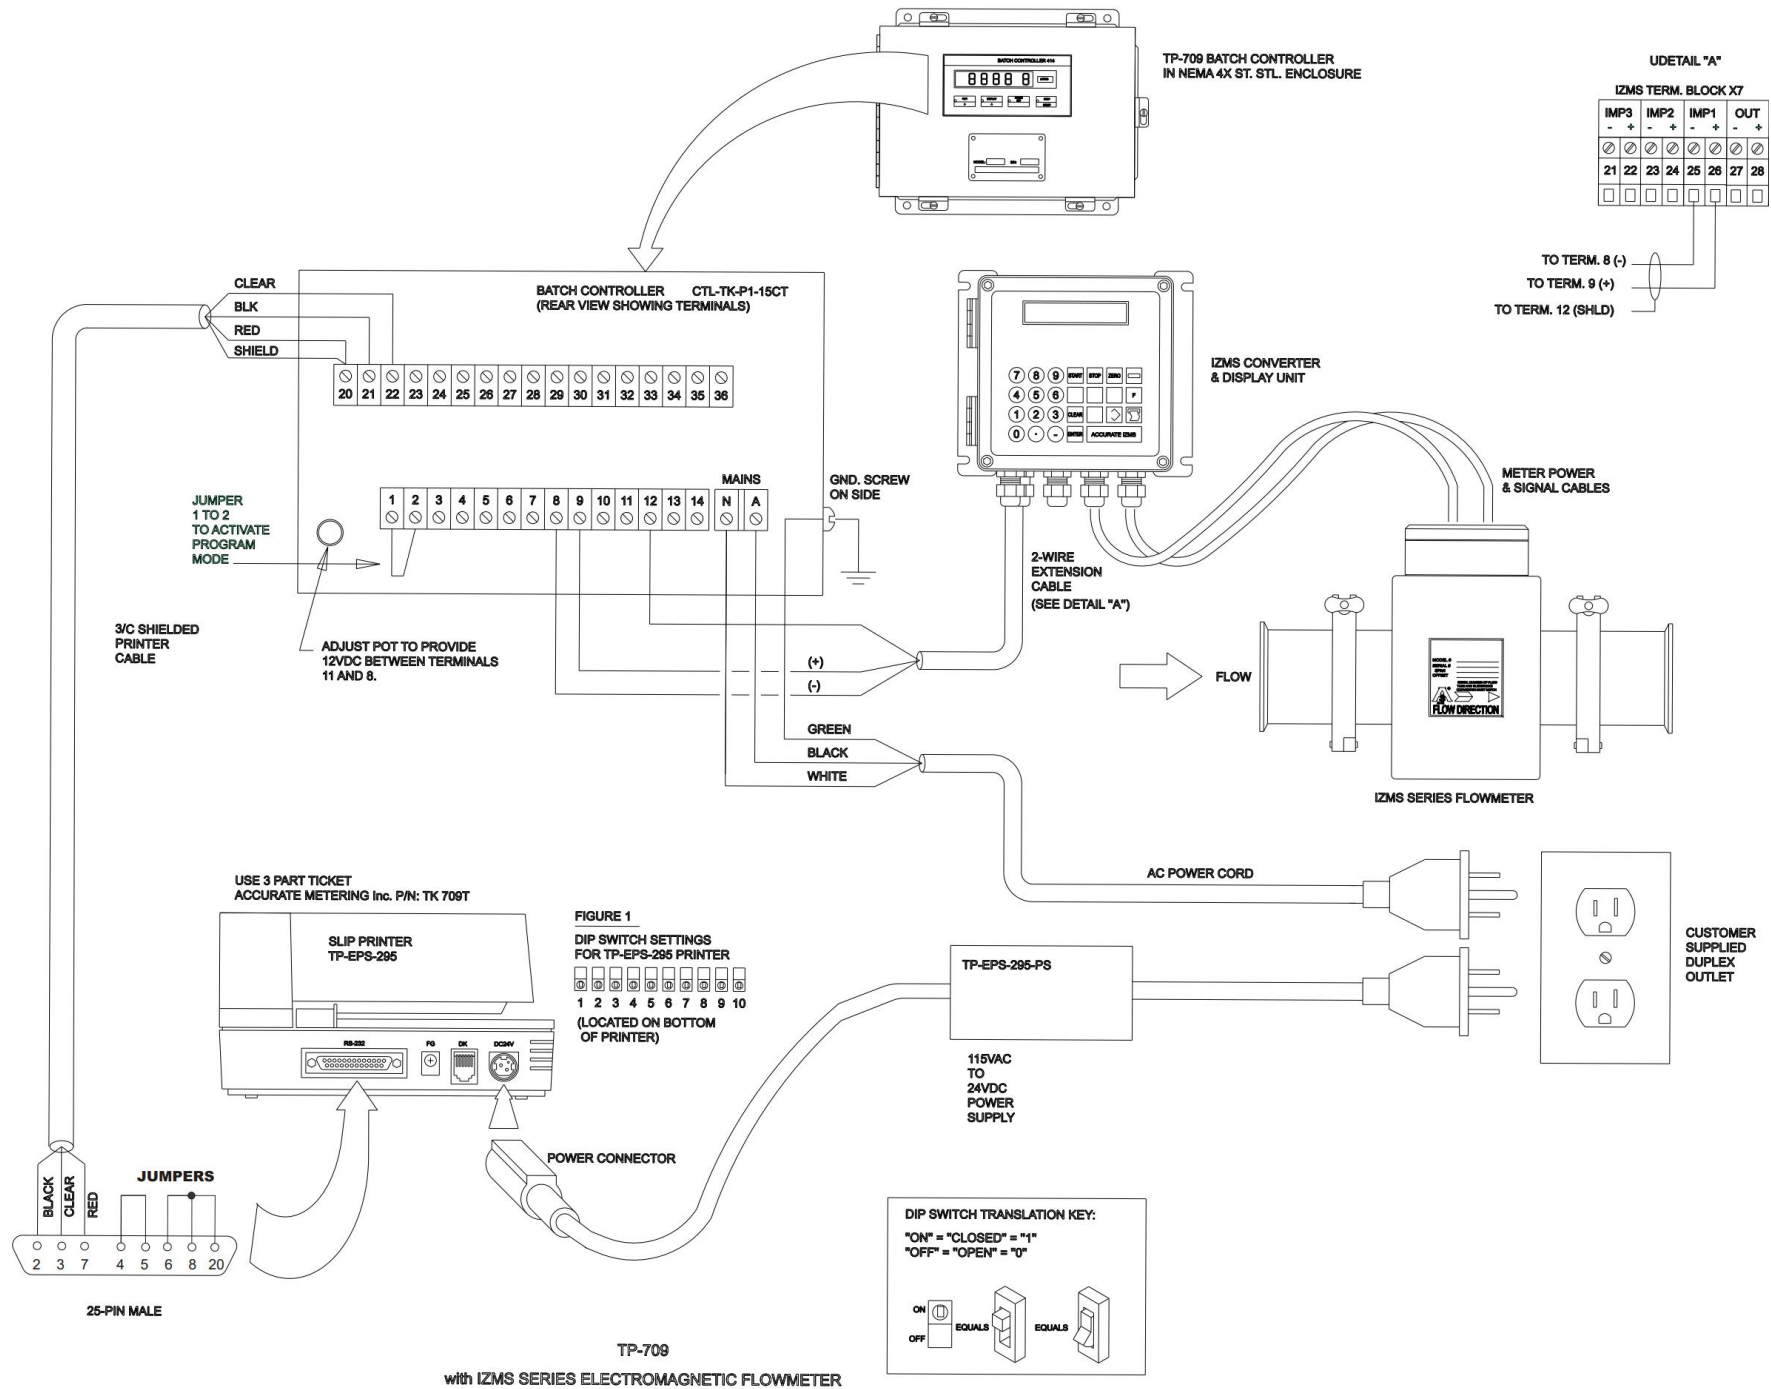 BATCH CONTROLLER 414
88888
TP-709 BATCH CONTROLLER
IN NEMA 4X ST. STL. ENCLOSURE
UDETAIL "A"
IZMS TERM. BLOCK X7
IMP3 IMP2 IMP1 OUT
- + - + - + - +
21 22 23 24 25 26 27 28
TO TERM. 8 (-)
TO TERM. 9 (+)
TO TERM. 12 (SHLD)
CLEAR
BLK
RED
SHIELD
BATCH CONTROLLER CTL-TK-P1-15CT
(REAR VIEW SHOWING TERMINALS)
20 21 22 23 24 25 26 27 28 29 30 31 32 33 34 35 36
MAINS
1 2 3 4 5 6 7 8 9 10 11 12 13 14 N A
GND. SCREW
ON SIDE
JUMPER
1 TO 2
TO ACTIVATE
PROGRAM
MODE
3/C SHIELDED
PRINTER
CABLE
ADJUST POT TO PROVIDE
12VDC BETWEEN TERMINALS
11 AND 8.
7 8 9 START STOP ZERO
4 5 6 F
1 2 3 CLEAR
0 . - ENTER ACCURATE IZMS
IZMS CONVERTER
& DISPLAY UNIT
METER POWER
& SIGNAL CABLES
2-WIRE
EXTENSION
CABLE
(SEE DETAIL "A")
(+)
(-)
FLOW
MODEL #
SERIAL #
SPAN
OFFSET
FLOW DIRECTION
IZMS SERIES FLOWMETER
GREEN
BLACK
WHITE
AC POWER CORD
CUSTOMER
SUPPLIED
DUPLEX
OUTLET
USE 3 PART TICKET
ACCURATE METERING Inc. P/N: TK 709T
SLIP PRINTER
TP-EPS-295
RS-232 FG DK DC24V
FIGURE 1
DIP SWITCH SETTINGS
FOR TP-EPS-295 PRINTER
1 2 3 4 5 6 7 8 9 10
(LOCATED ON BOTTOM
OF PRINTER)
TP-EPS-295-PS
115VAC
TO
24VDC
POWER
SUPPLY
POWER CONNECTOR
BLACK
CLEAR
RED
JUMPERS
2 3 7 4 5 6 8 20
25-PIN MALE
DIP SWITCH TRANSLATION KEY:
"ON" = "CLOSED" = "1"
"OFF" = "OPEN" = "0"
ON
OFF
EQUALS
EQUALS
TP-709
with IZMS SERIES ELECTROMAGNETIC FLOWMETER